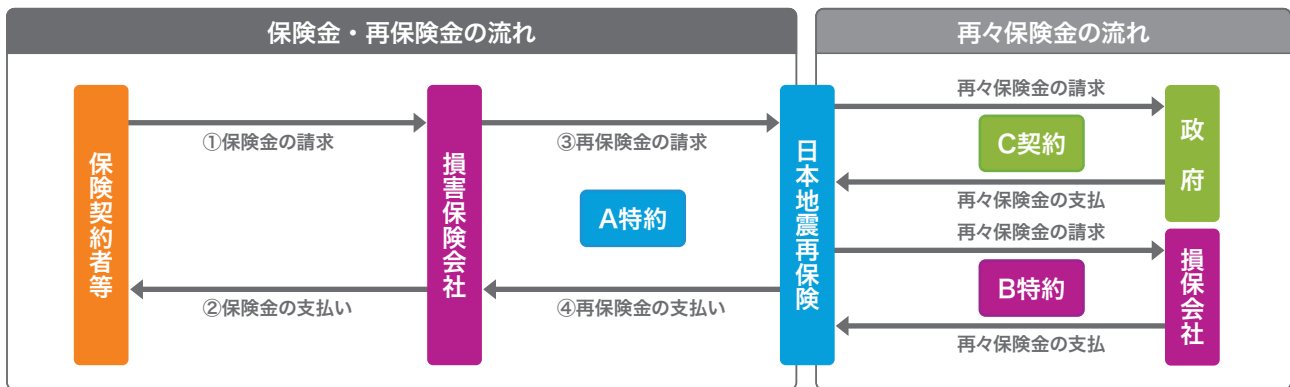 保険金・再保険金の流れ
再々保険金の流れ
保険契約者等
①保険金の請求
②保険金の支払い
損害保険会社
③再保険金の請求
A特約
④再保険金の支払い
日本地震再保険
再々保険金の請求
C契約
再々保険金の支払
政府
再々保険金の請求
B特約
再々保険金の支払
損保会社